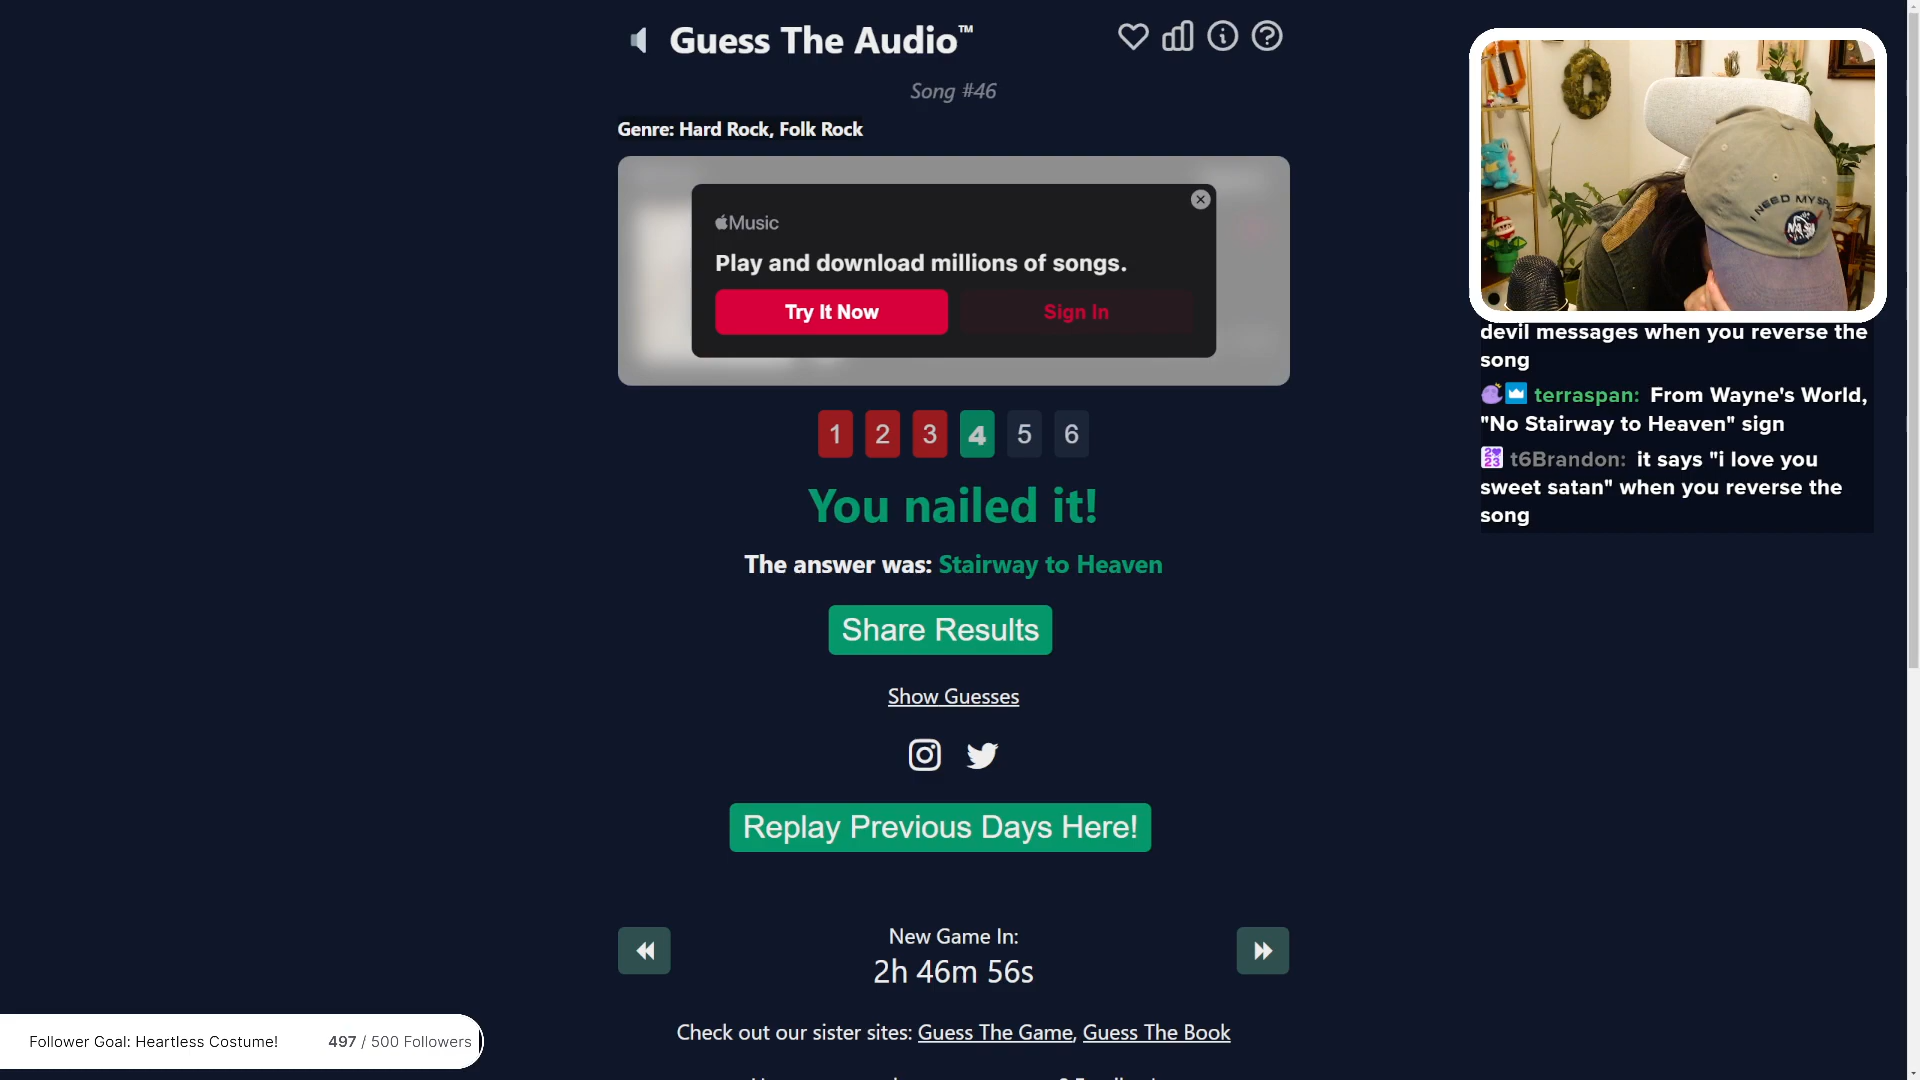 Guess The Audio™
Song #46
Genre: Hard Rock, Folk Rock
Music
Play and download millions of songs.
Try It Now
Sign In
1 2 3 4 5 6
You nailed it!
The answer was: Stairway to Heaven
Share Results
Show Guesses
Replay Previous Days Here!
New Game In:
2h 46m 56s
Check out our sister sites: Guess The Game, Guess The Book
I NEED MY
NASA
devil messages when you reverse the
song
terraspan: From Wayne's World,
"No Stairway to Heaven" sign
t6Brandon: it says "i love you
sweet satan" when you reverse the
song
Follower Goal: Heartless Costume! 497 / 500 Followers